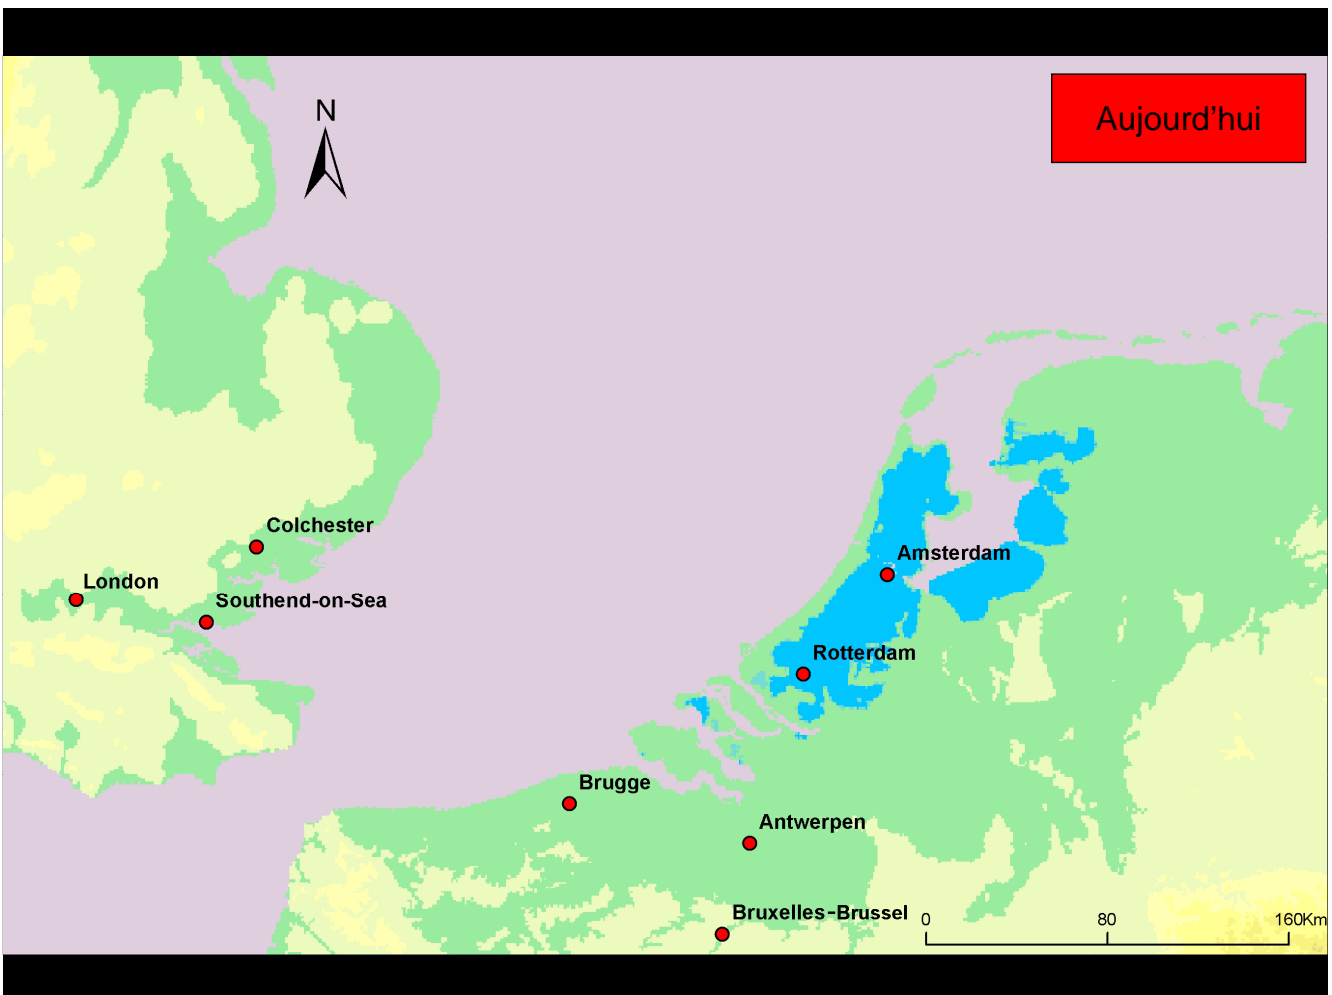 Aujourd'hui
N
Colchester
London
Southend-on-Sea
Amsterdam
Rotterdam
Brugge
Antwerpen
Bruxelles-Brussel
0 80 160Km